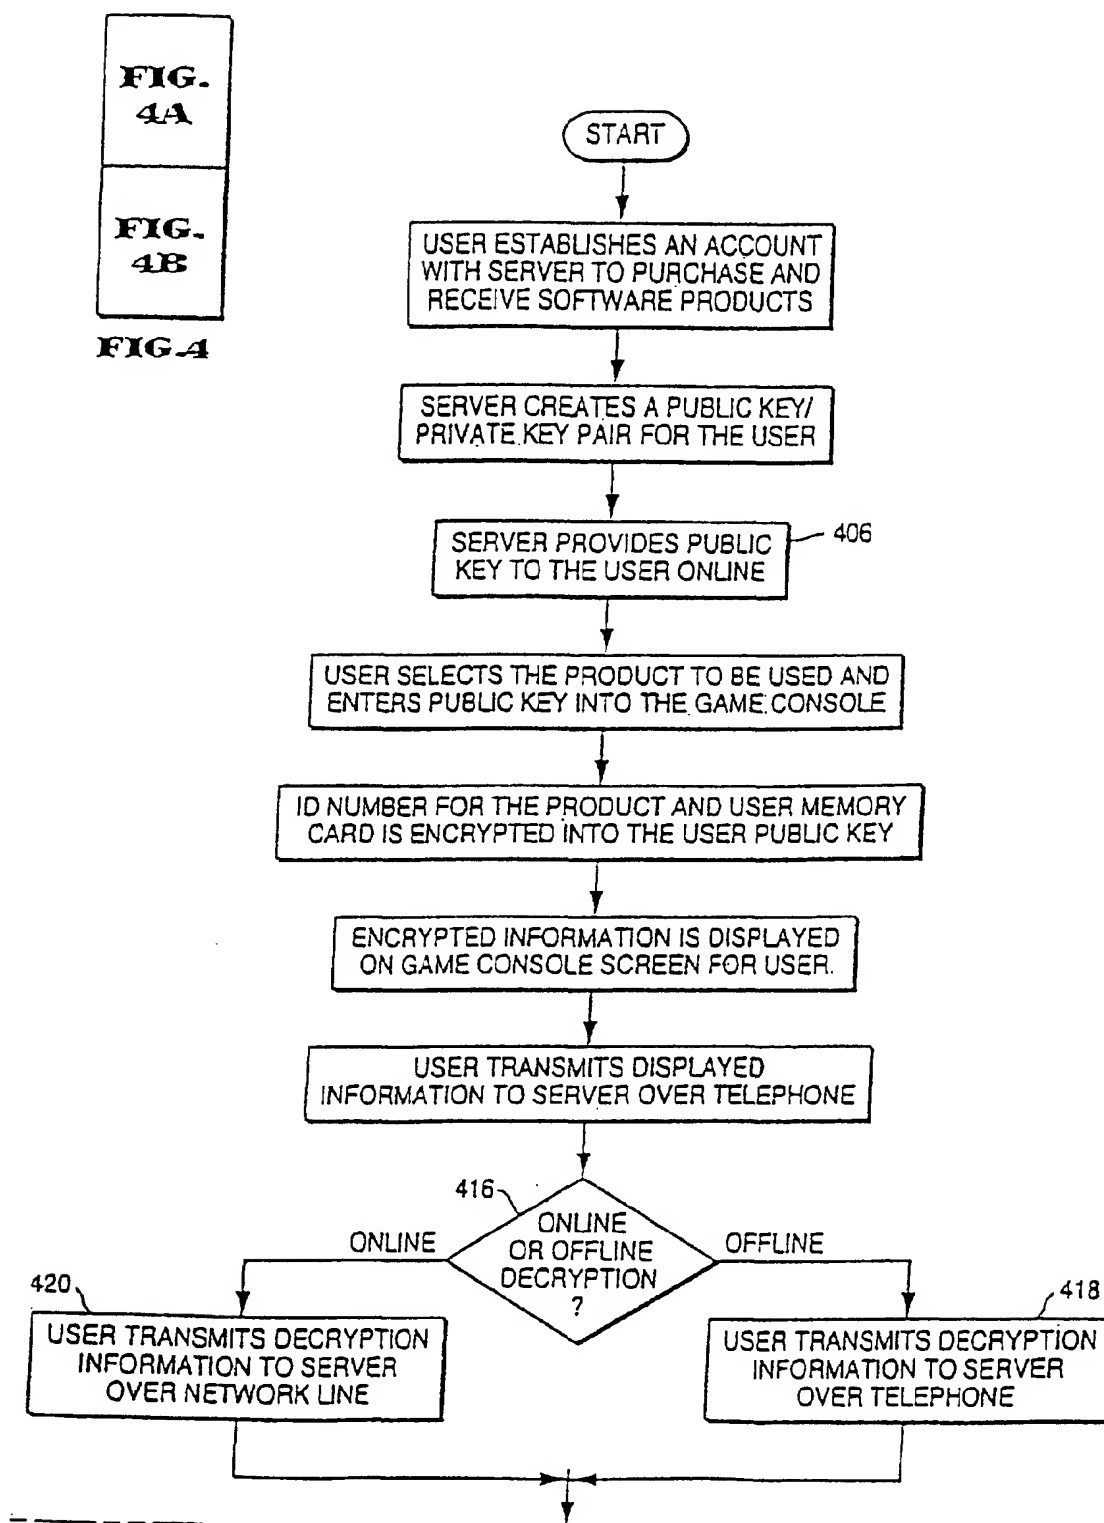 FIG.
4A
FIG.
4B
FIG.4
START
USER ESTABLISHES AN ACCOUNT
WITH SERVER TO PURCHASE AND
RECEIVE SOFTWARE PRODUCTS
SERVER CREATES A PUBLIC KEY/
PRIVATE KEY PAIR FOR THE USER
SERVER PROVIDES PUBLIC
KEY TO THE USER ONLINE
406
USER SELECTS THE PRODUCT TO BE USED AND
ENTERS PUBLIC KEY INTO THE GAME CONSOLE
ID NUMBER FOR THE PRODUCT AND USER MEMORY
CARD IS ENCRYPTED INTO THE USER PUBLIC KEY
ENCRYPTED INFORMATION IS DISPLAYED
ON GAME CONSOLE SCREEN FOR USER.
USER TRANSMITS DISPLAYED
INFORMATION TO SERVER OVER TELEPHONE
416
ONLINE
OR OFFLINE
DECRYPTION
?
ONLINE
OFFLINE
420
USER TRANSMITS DECRYPTION
INFORMATION TO SERVER
OVER NETWORK LINE
418
USER TRANSMITS DECRYPTION
INFORMATION TO SERVER
OVER TELEPHONE